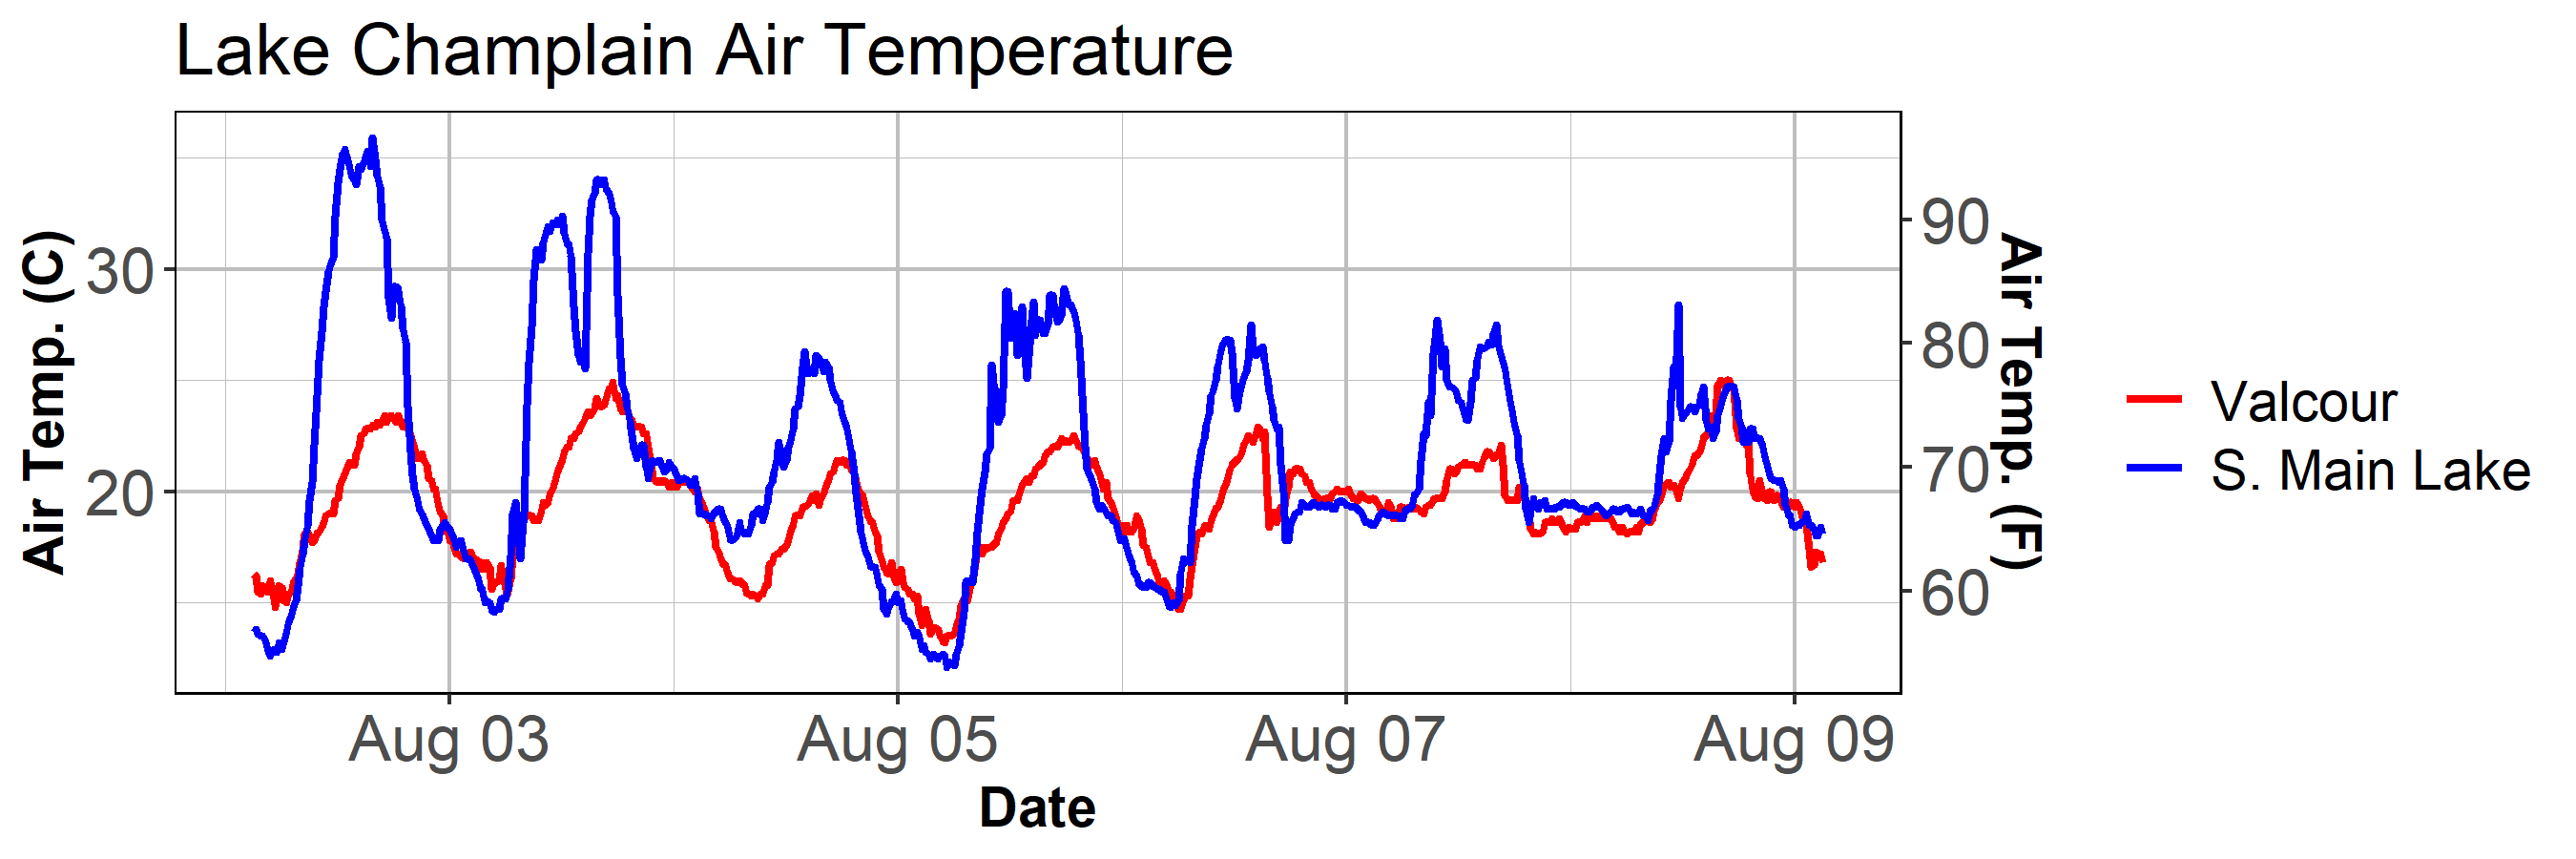 Lake Champlain Air Temperature
Air Temp. (C)
30
20
90
80
70
60
Air Temp. (F)
Valcour
S. Main Lake
Aug 03
Aug 05
Aug 07
Aug 09
Date